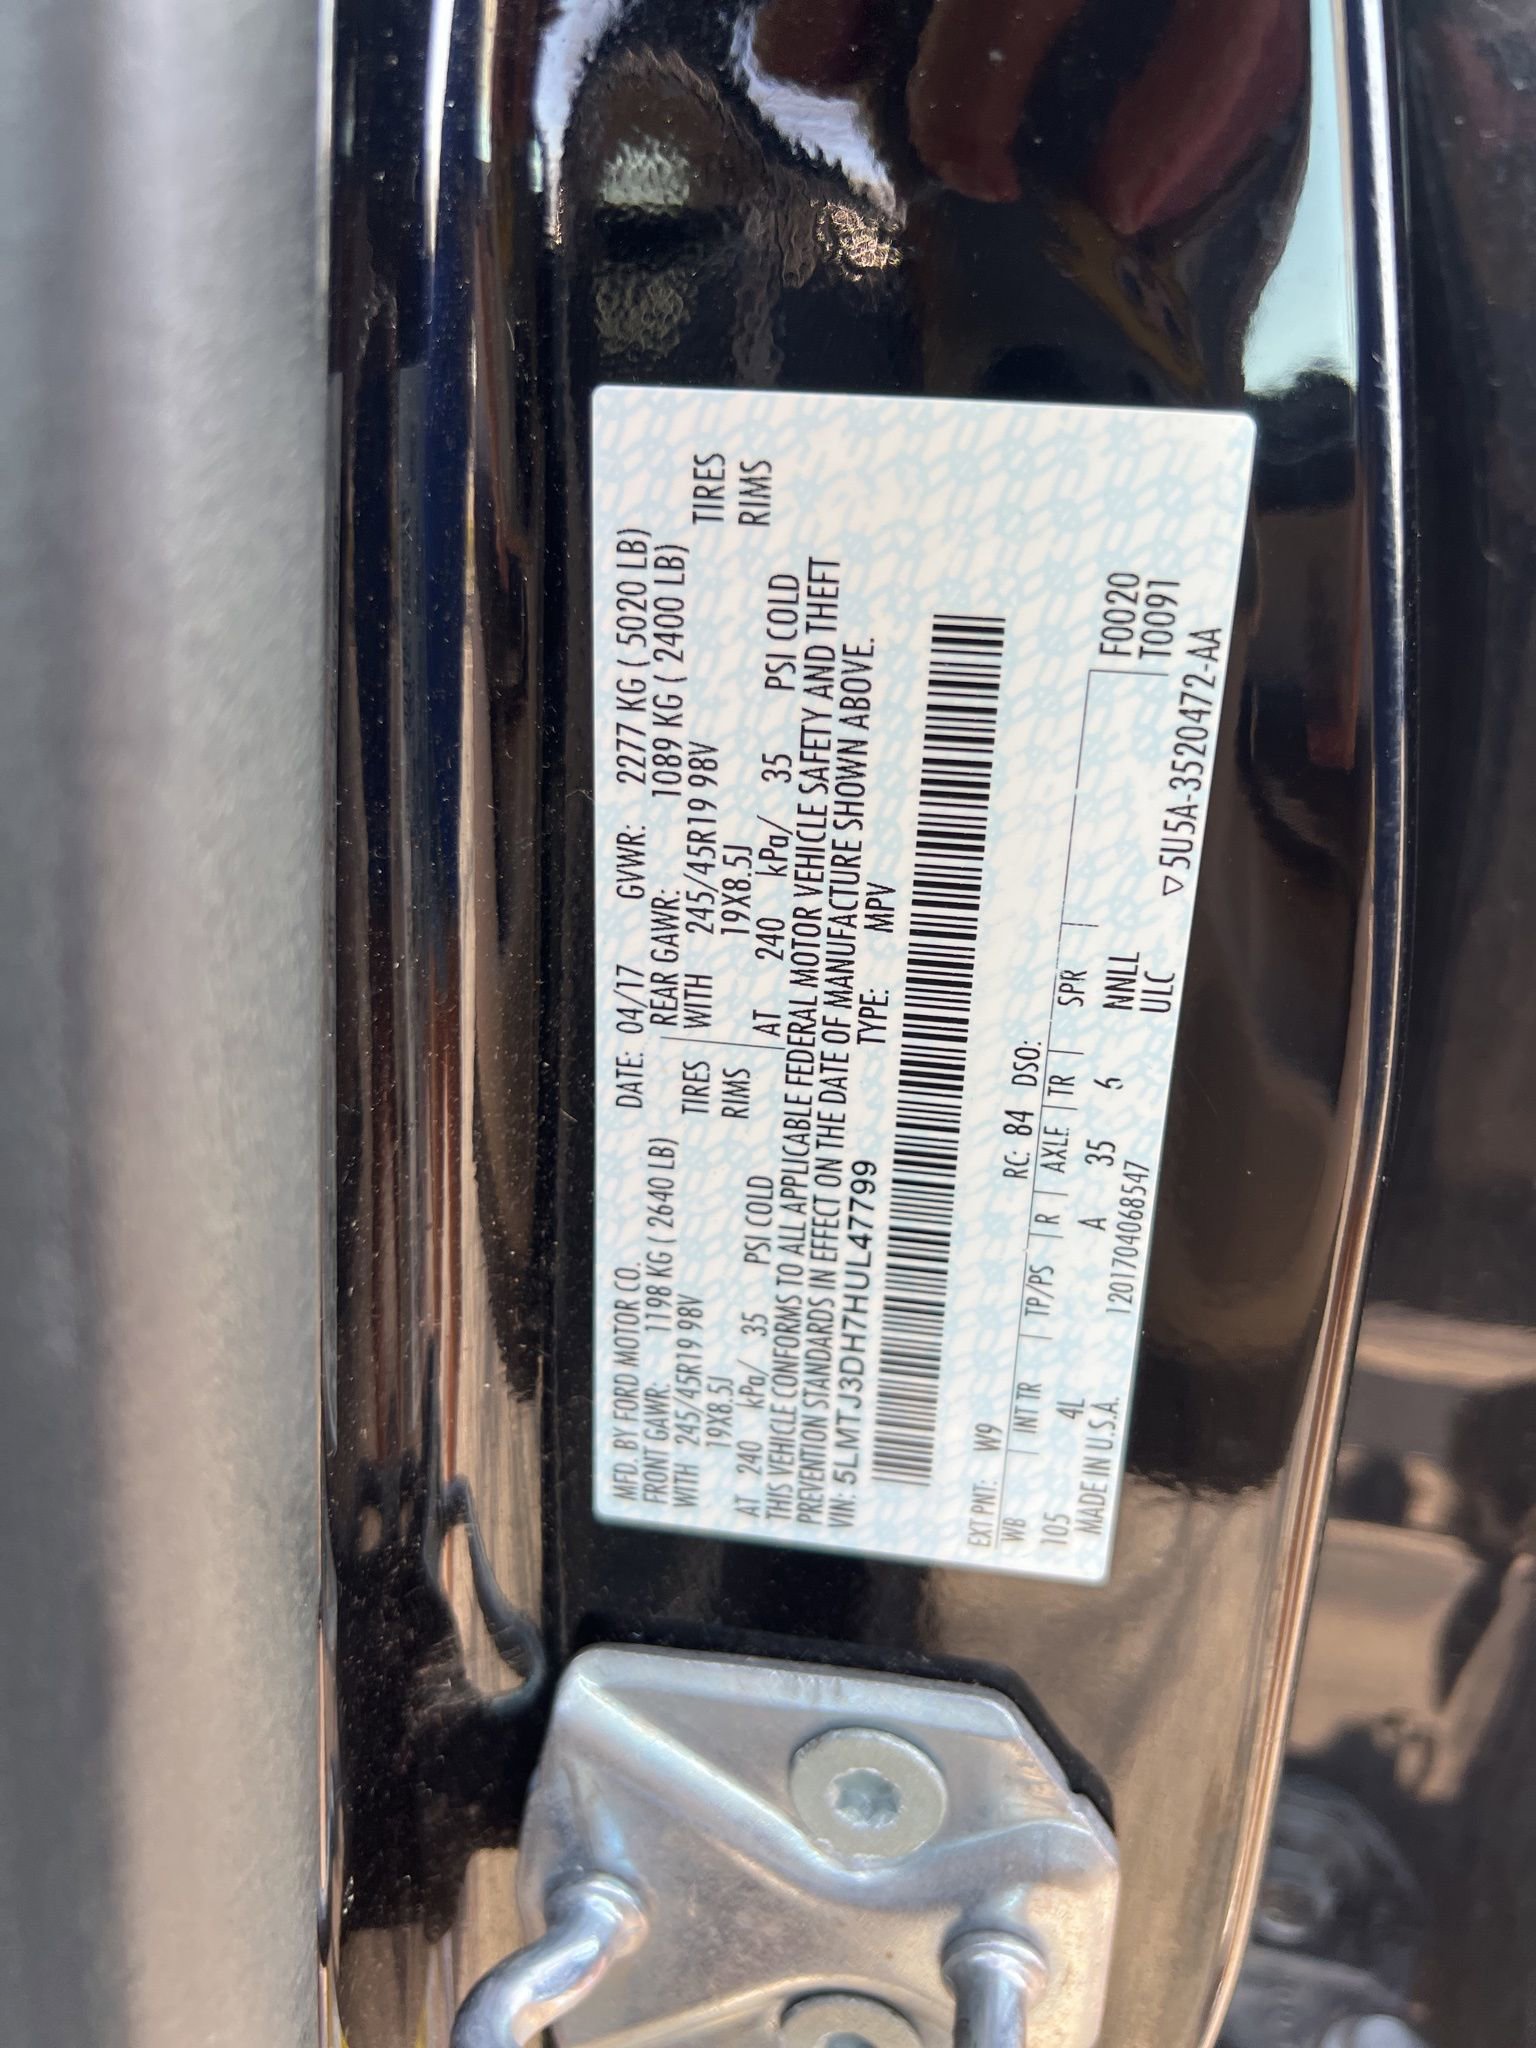 MFD. BY FORD MOTOR CO. DATE: 04/17 GVWR: 2277 KG ( 5020 LB)
FRONT GAWR: 1198 KG ( 2640 LB) REAR GAWR: 1089 KG ( 2400 LB)
WITH 245/45R19 98V TIRES WITH 245/45R19 98V TIRES
19X8.5J RIMS 19X8.5J RIMS
AT 240 kPa/ 35 PSI COLD AT 240 kPa/ 35 PSI COLD
THIS VEHICLE CONFORMS TO ALL APPLICABLE FEDERAL MOTOR VEHICLE SAFETY AND THEFT
PREVENTION STANDARDS IN EFFECT ON THE DATE OF MANUFACTURE SHOWN ABOVE.
VIN: 5LMTJ3DH7HUL47799 TYPE: MPV
EXT PNT: W9 RC: 84 DSO:
WB INT TR TP/PS R AXLE TR SPR F0020
105 4L A 35 6 NNLL T0091
MADE IN U.S.A. 1201704068547 ULC ▽5U5A-3520472-AA